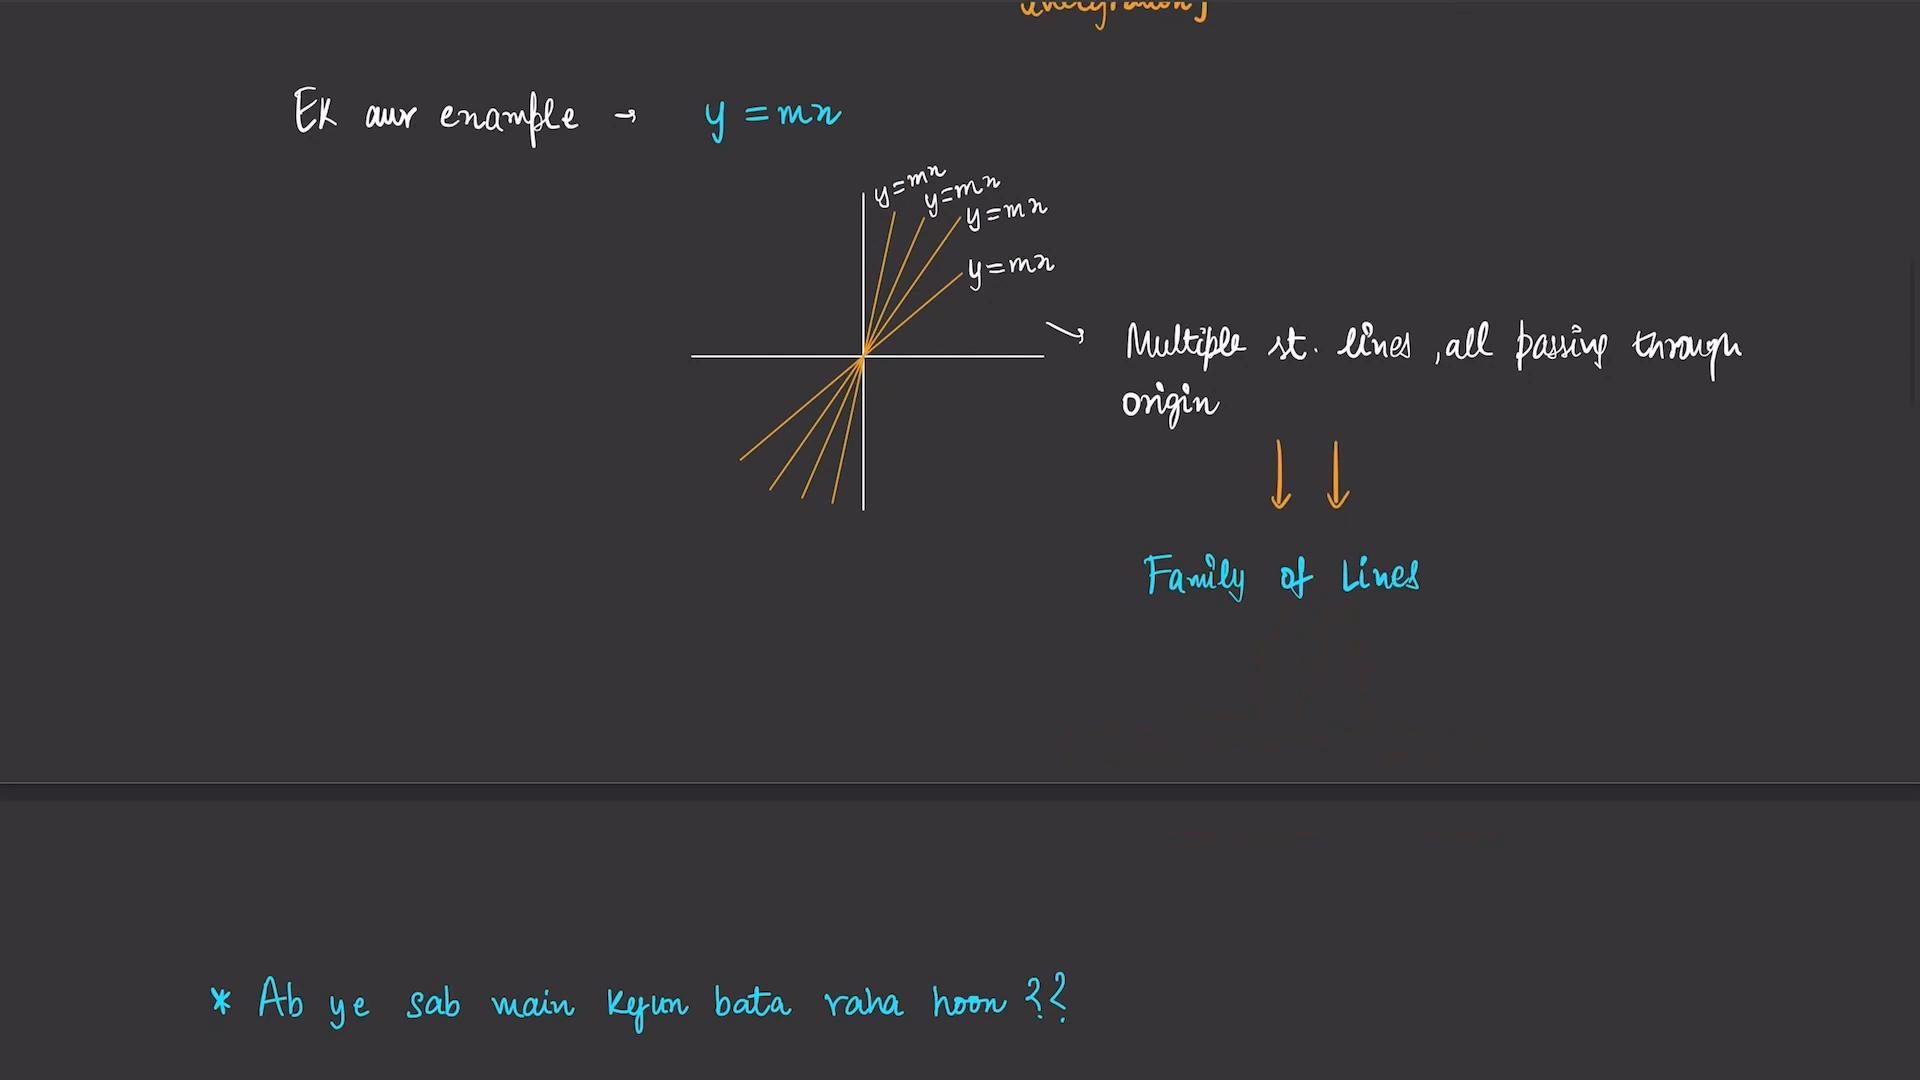 Ek aur example → y = mx
y = mx
y = mx
y = mx
y = mx
→ Multiple st. lines, all passing through
origin
↓ ↓
Family of Lines
* Ab ye sab main kyun bata raha hoon ??